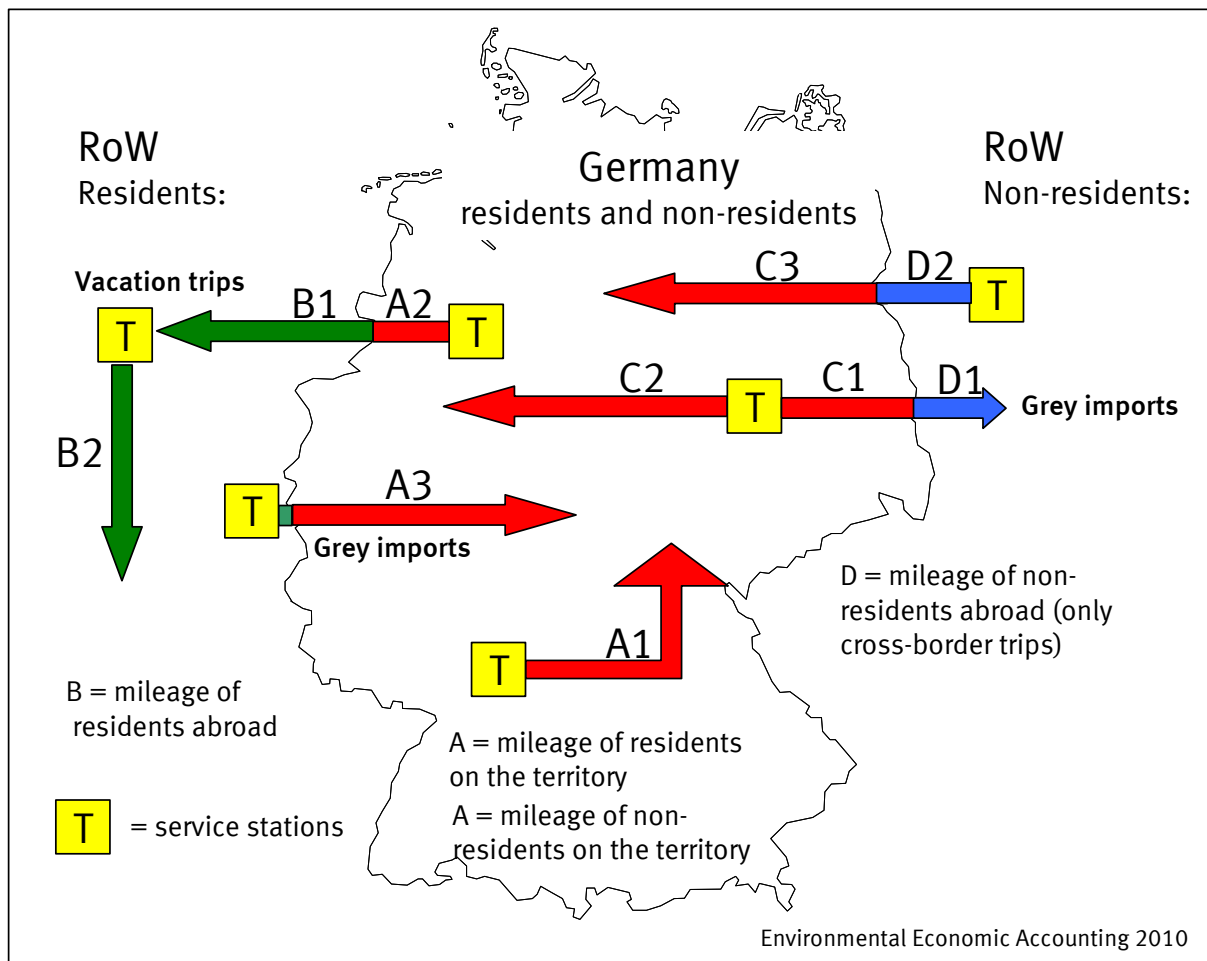 RoW
Residents:
Germany
residents and non-residents
RoW
Non-residents:
Vacation trips
T
B1
A2
T
C3
D2
T
C2
T
C1
D1
Grey imports
B2
T
A3
Grey imports
T
A1
D = mileage of non-
residents abroad (only
cross-border trips)
B = mileage of
residents abroad
A = mileage of residents
on the territory
A = mileage of non-
residents on the territory
T
= service stations
Environmental Economic Accounting 2010